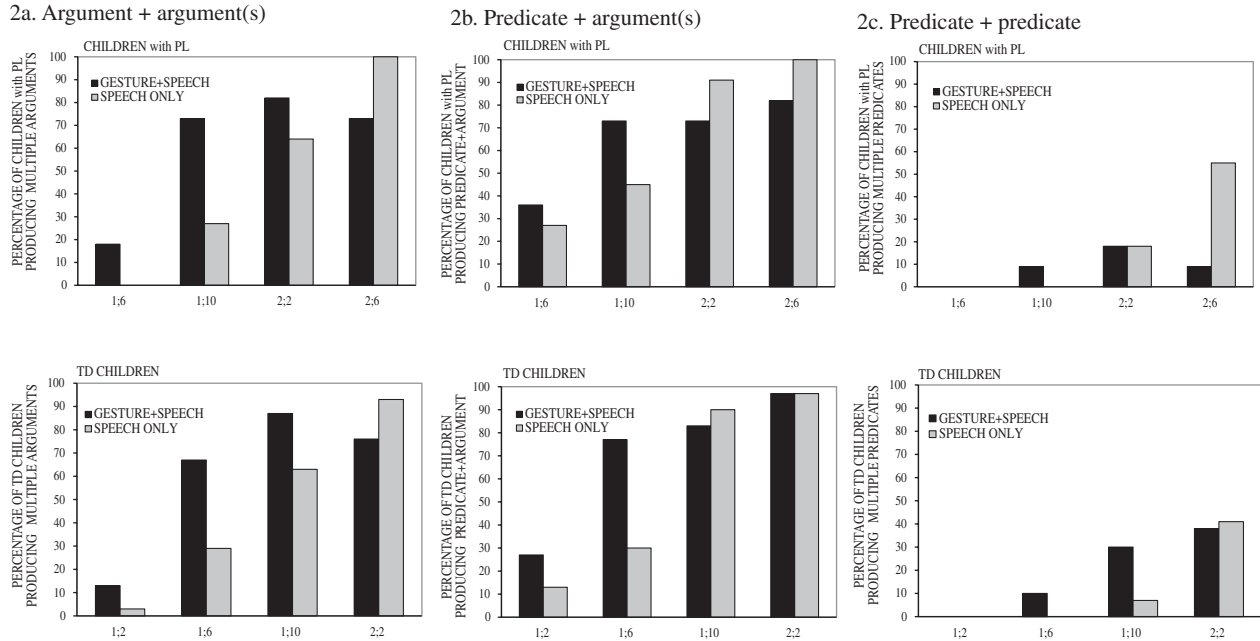 2a. Argument + argument(s)
CHILDREN with PL
PERCENTAGE OF CHILDREN with PL
PRODUCING MULTIPLE ARGUMENTS
100
90
80
70
60
50
40
30
20
10
0
GESTURE+SPEECH
SPEECH ONLY
1;6 1;10 2;2 2;6
2b. Predicate + argument(s)
CHILDREN with PL
PERCENTAGE OF CHILDREN with PL
PRODUCING PREDICATE+ARGUMENT
100
90
80
70
60
50
40
30
20
10
0
GESTURE+SPEECH
SPEECH ONLY
1;6 1;10 2;2 2;6
2c. Predicate + predicate
CHILDREN with PL
PERCENTAGE OF CHILDREN with PL
PRODUCING MULTIPLE PREDICATES
100
90
80
70
60
50
40
30
20
10
0
GESTURE+SPEECH
SPEECH ONLY
1;6 1;10 2;2 2;6
TD CHILDREN
PERCENTAGE OF TD CHILDREN
PRODUCING MULTIPLE ARGUMENTS
100
90
80
70
60
50
40
30
20
10
0
GESTURE+SPEECH
SPEECH ONLY
1;2 1;6 1;10 2;2
TD CHILDREN
PERCENTAGE OF TD CHILDREN
PRODUCING PREDICATE+ARGUMENT
100
90
80
70
60
50
40
30
20
10
0
GESTURE+SPEECH
SPEECH ONLY
1;2 1;6 1;10 2;2
TD CHILDREN
PERCENTAGE OF TD CHILDREN
PRODUCING MULTIPLE PREDICATES
100
90
80
70
60
50
40
30
20
10
0
GESTURE+SPEECH
SPEECH ONLY
1;2 1;6 1;10 2;2